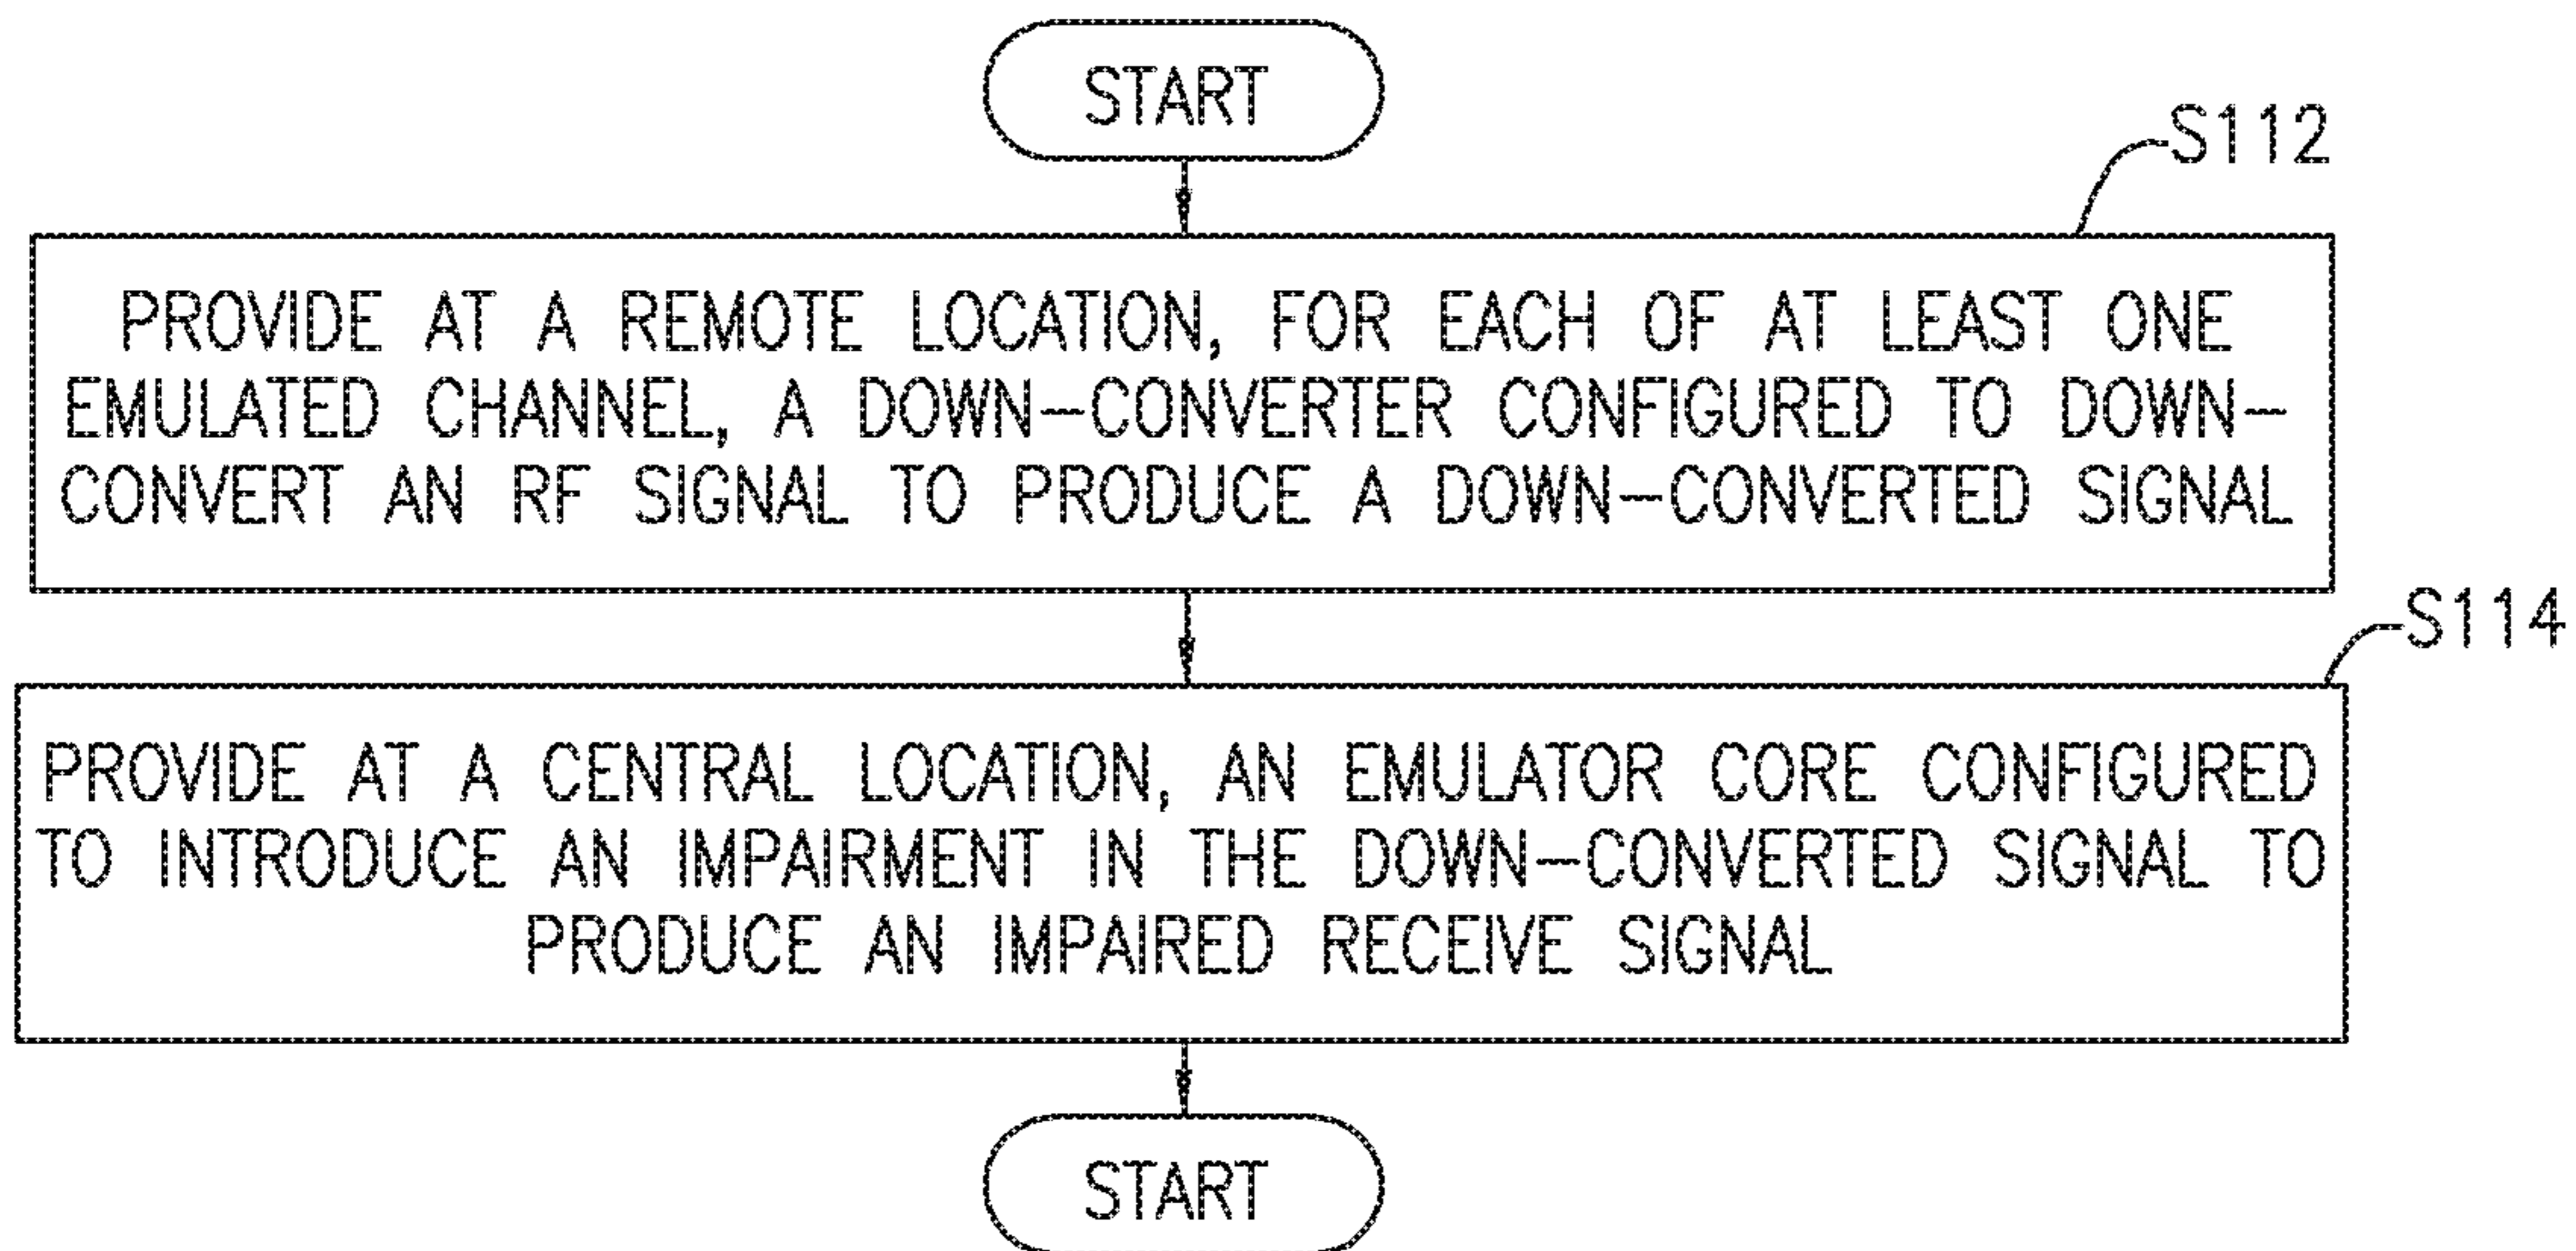 START
S112
PROVIDE AT A REMOTE LOCATION, FOR EACH OF AT LEAST ONE
EMULATED CHANNEL, A DOWN-CONVERTER CONFIGURED TO DOWN-
CONVERT AN RF SIGNAL TO PRODUCE A DOWN-CONVERTED SIGNAL
S114
PROVIDE AT A CENTRAL LOCATION, AN EMULATOR CORE CONFIGURED
TO INTRODUCE AN IMPAIRMENT IN THE DOWN-CONVERTED SIGNAL TO
PRODUCE AN IMPAIRED RECEIVE SIGNAL
START